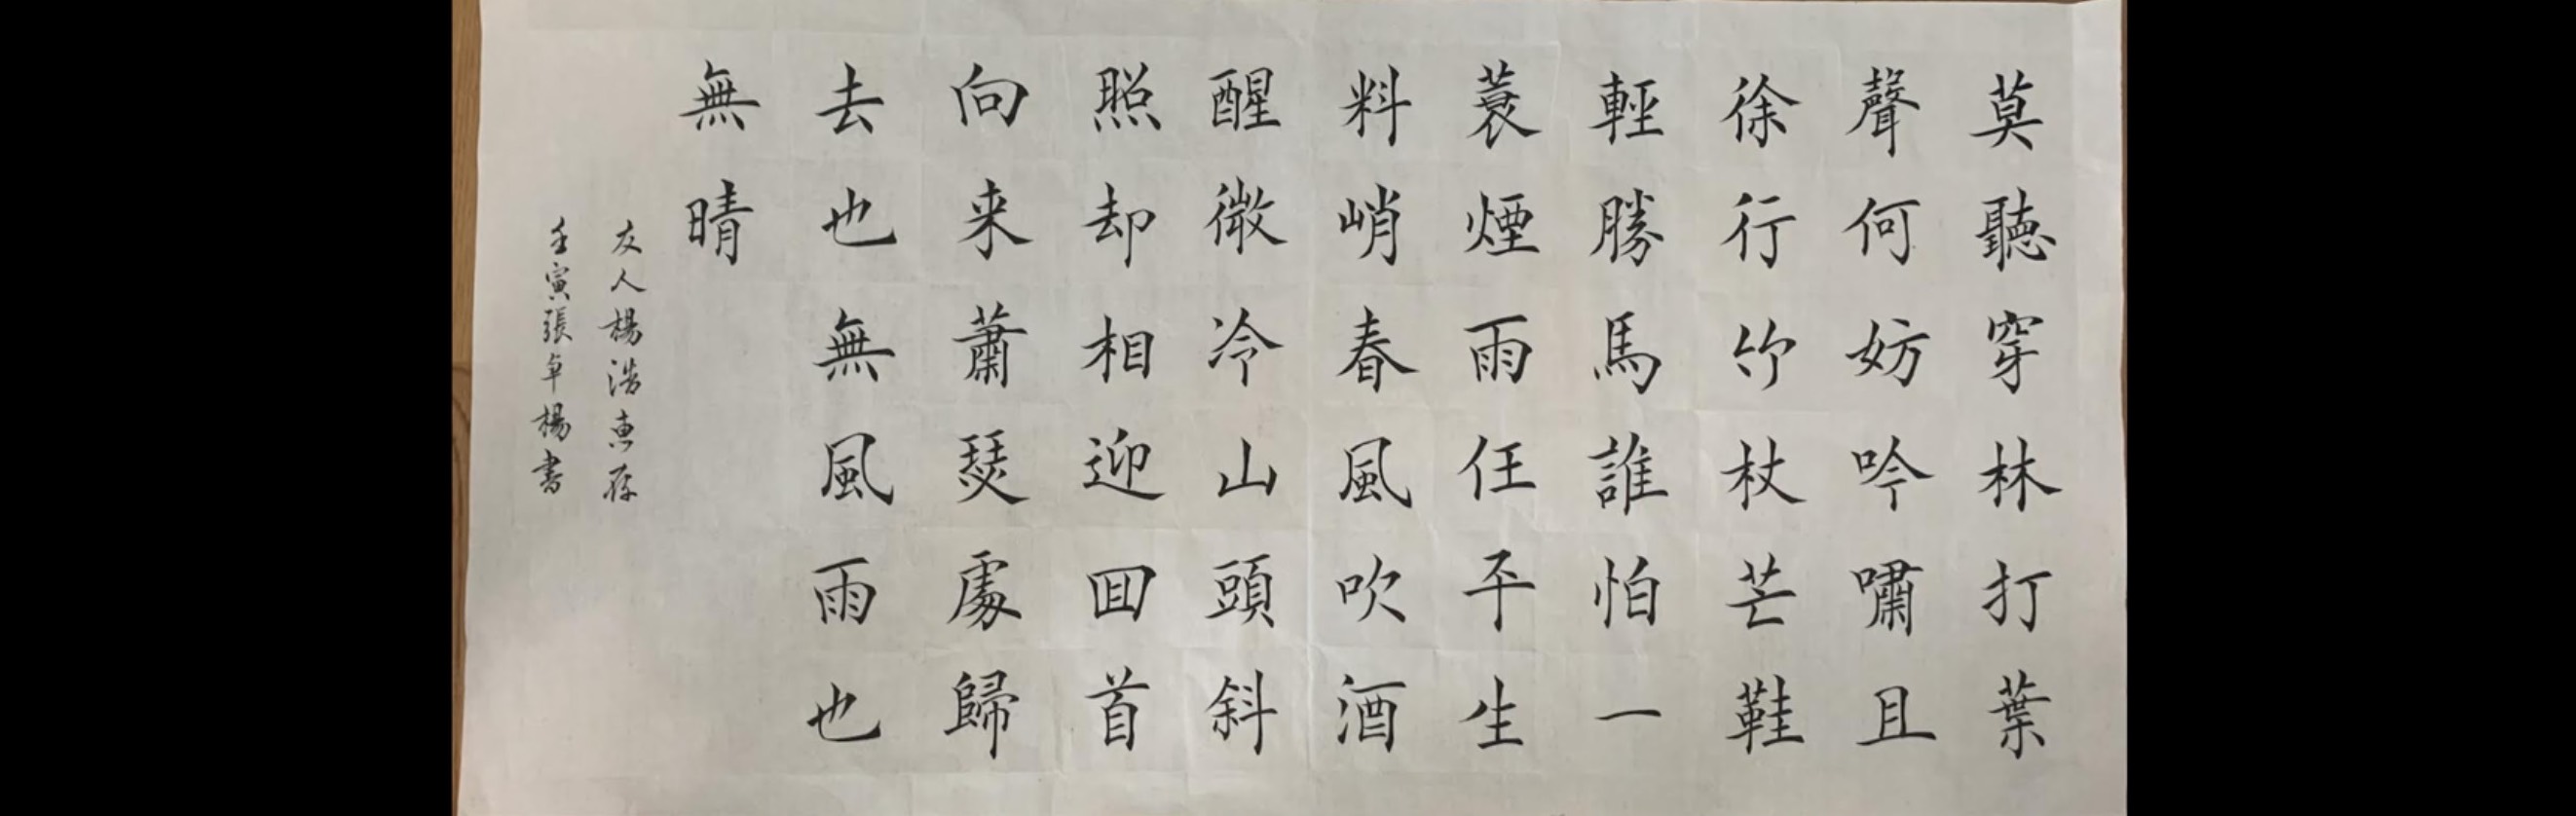 莫聽穿林打葉
聲何妨吟嘯且
徐行竹杖芒鞋
輕勝馬誰怕一
蓑煙雨任平生
料峭春風吹酒
醒微冷山頭斜
照却相迎回首
向来蕭瑟處歸
去也無風雨也
無晴
友人楊浩惠存
壬寅張卓楊書